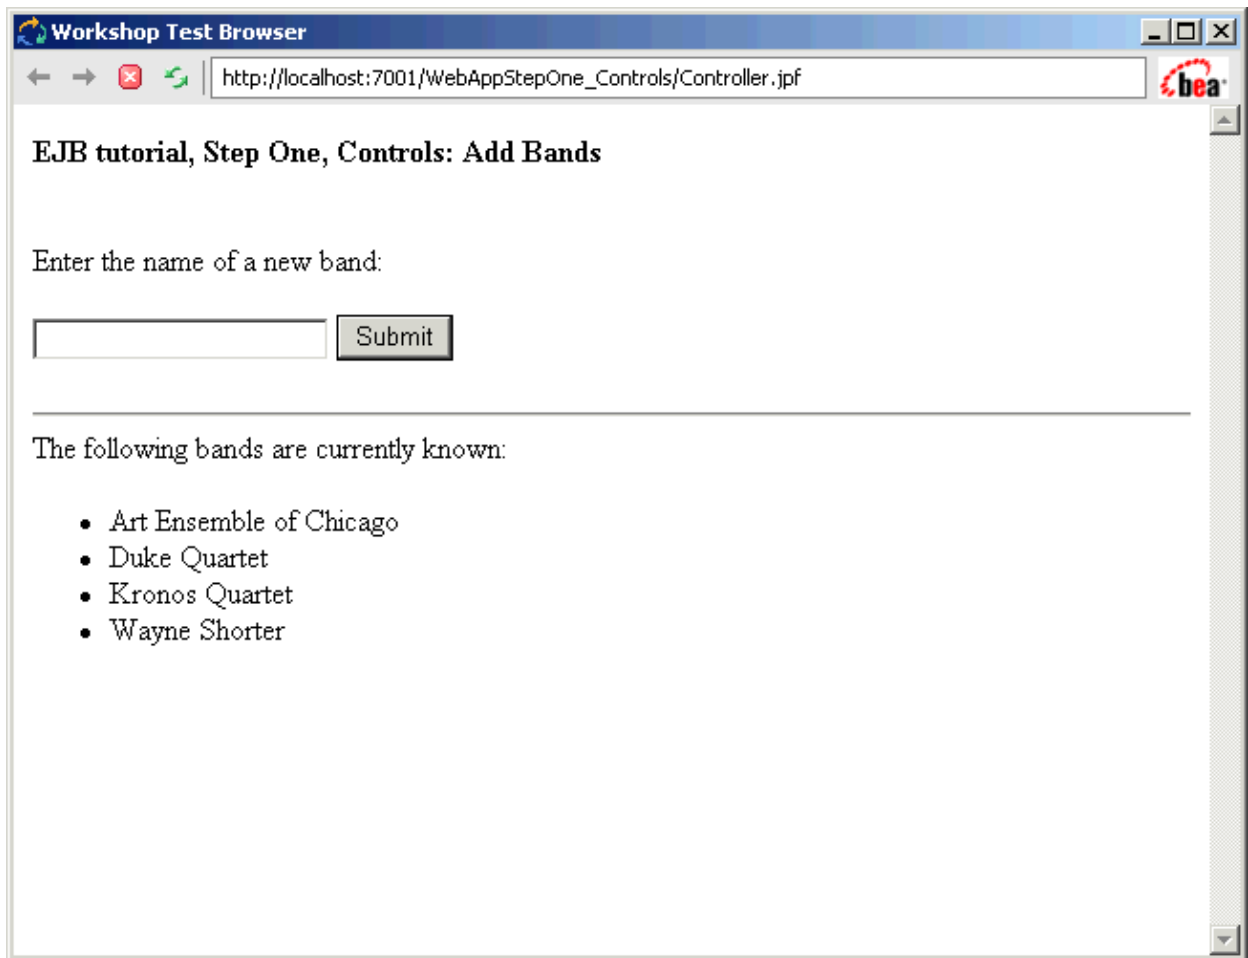 Workshop Test Browser
http://localhost:7001/WebAppStepOne_Controls/Controller.jpf
bea
EJB tutorial, Step One, Controls: Add Bands
Enter the name of a new band:
Submit
The following bands are currently known:
Art Ensemble of Chicago
Duke Quartet
Kronos Quartet
Wayne Shorter